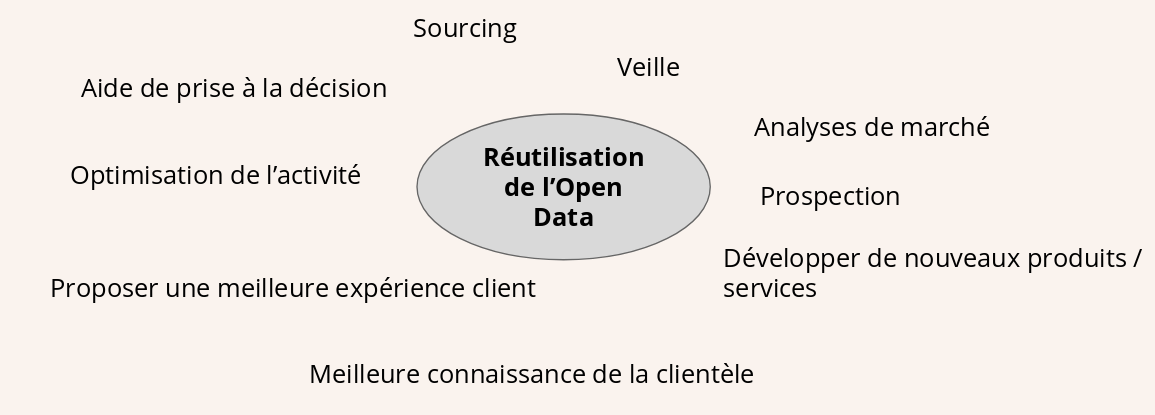 Sourcing
Veille
Aide de prise à la décision
Analyses de marché
Réutilisation
de l’Open
Data
Optimisation de l’activité
Prospection
Développer de nouveaux produits /
services
Proposer une meilleure expérience client
Meilleure connaissance de la clientèle